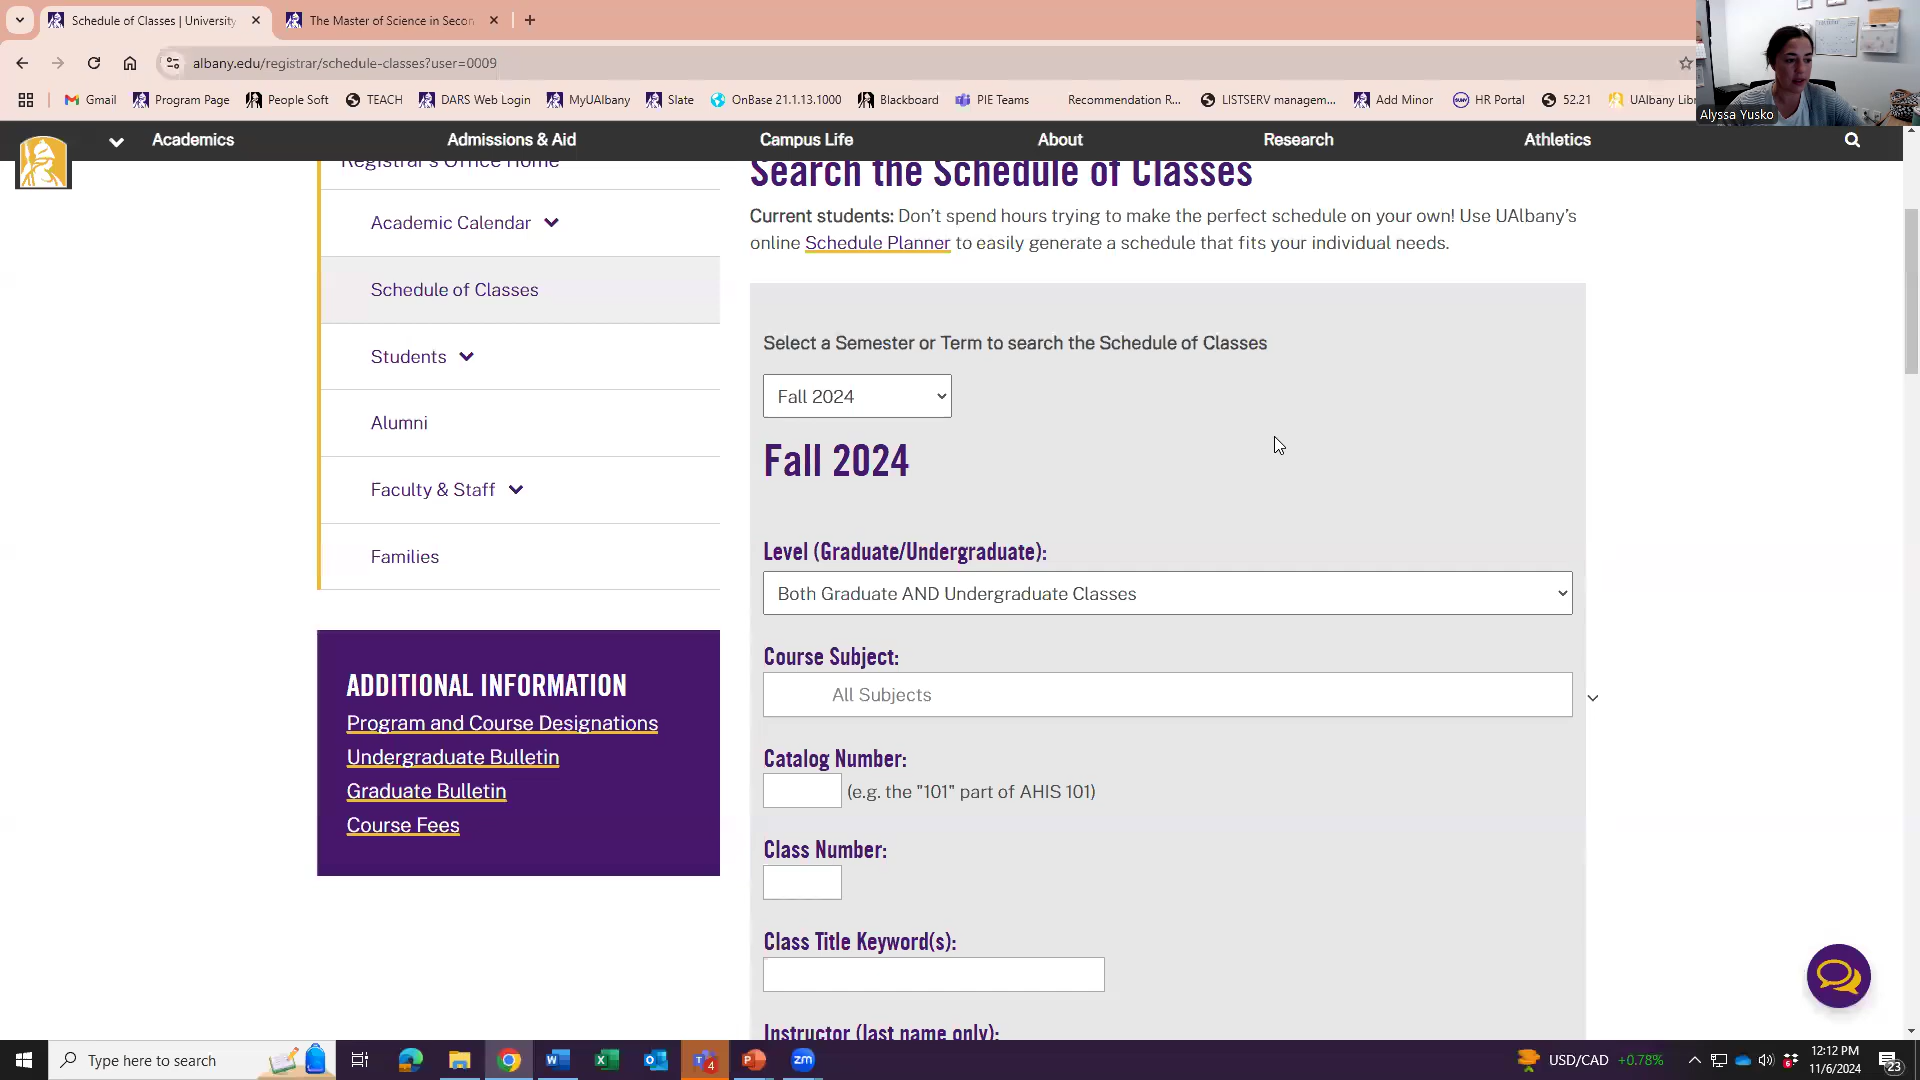 Schedule of Classes | University
The Master of Science in Secon
albany.edu/registrar/schedule-classes?user=0009
Gmail
Program Page
People Soft
TEACH
DARS Web Login
MyUAlbany
Slate
OnBase 21.1.13.1000
Blackboard
PIE Teams
Recommendation R...
LISTSERV managem...
Add Minor
HR Portal
52.21
UAlbany Libr
Alyssa Yusko
Academics
Admissions & Aid
Campus Life
About
Research
Athletics
Registrar's Office Home
Academic Calendar
Schedule of Classes
Students
Alumni
Faculty & Staff
Families
ADDITIONAL INFORMATION
Program and Course Designations
Undergraduate Bulletin
Graduate Bulletin
Course Fees
Search the Schedule of Classes
Current students: Don't spend hours trying to make the perfect schedule on your own! Use UAlbany's
online Schedule Planner to easily generate a schedule that fits your individual needs.
Select a Semester or Term to search the Schedule of Classes
Fall 2024
Fall 2024
Level (Graduate/Undergraduate):
Both Graduate AND Undergraduate Classes
Course Subject:
All Subjects
Catalog Number:
(e.g. the "101" part of AHIS 101)
Class Number:
Class Title Keyword(s):
Instructor (last name only):
Type here to search
4
zm
USD/CAD +0.78%
12:12 PM
11/6/2024
23